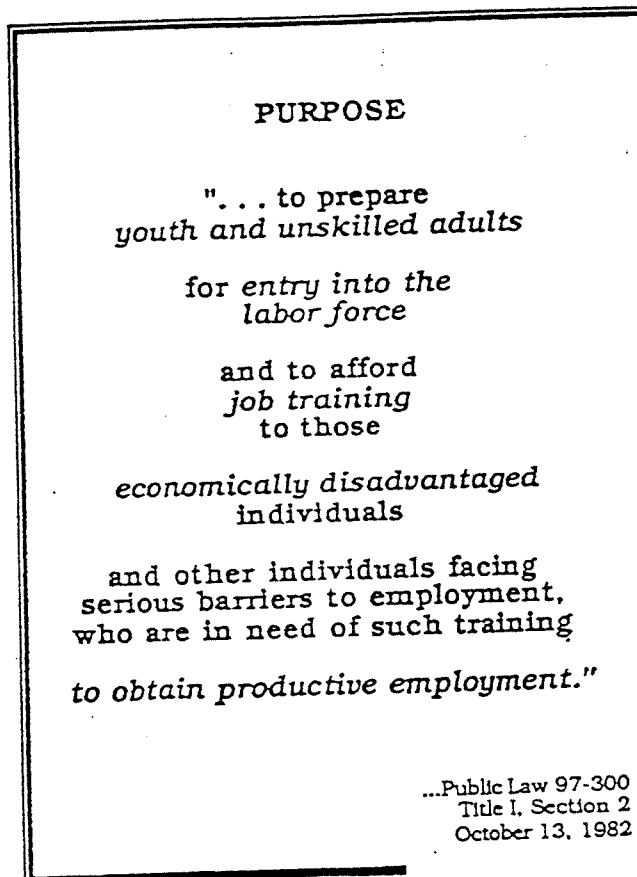 PURPOSE
". . . to prepare
youth and unskilled adults
for entry into the
labor force
and to afford
job training
to those
economically disadvantaged
individuals
and other individuals facing
serious barriers to employment,
who are in need of such training
to obtain productive employment."
...Public Law 97-300
Title I, Section 2
October 13, 1982